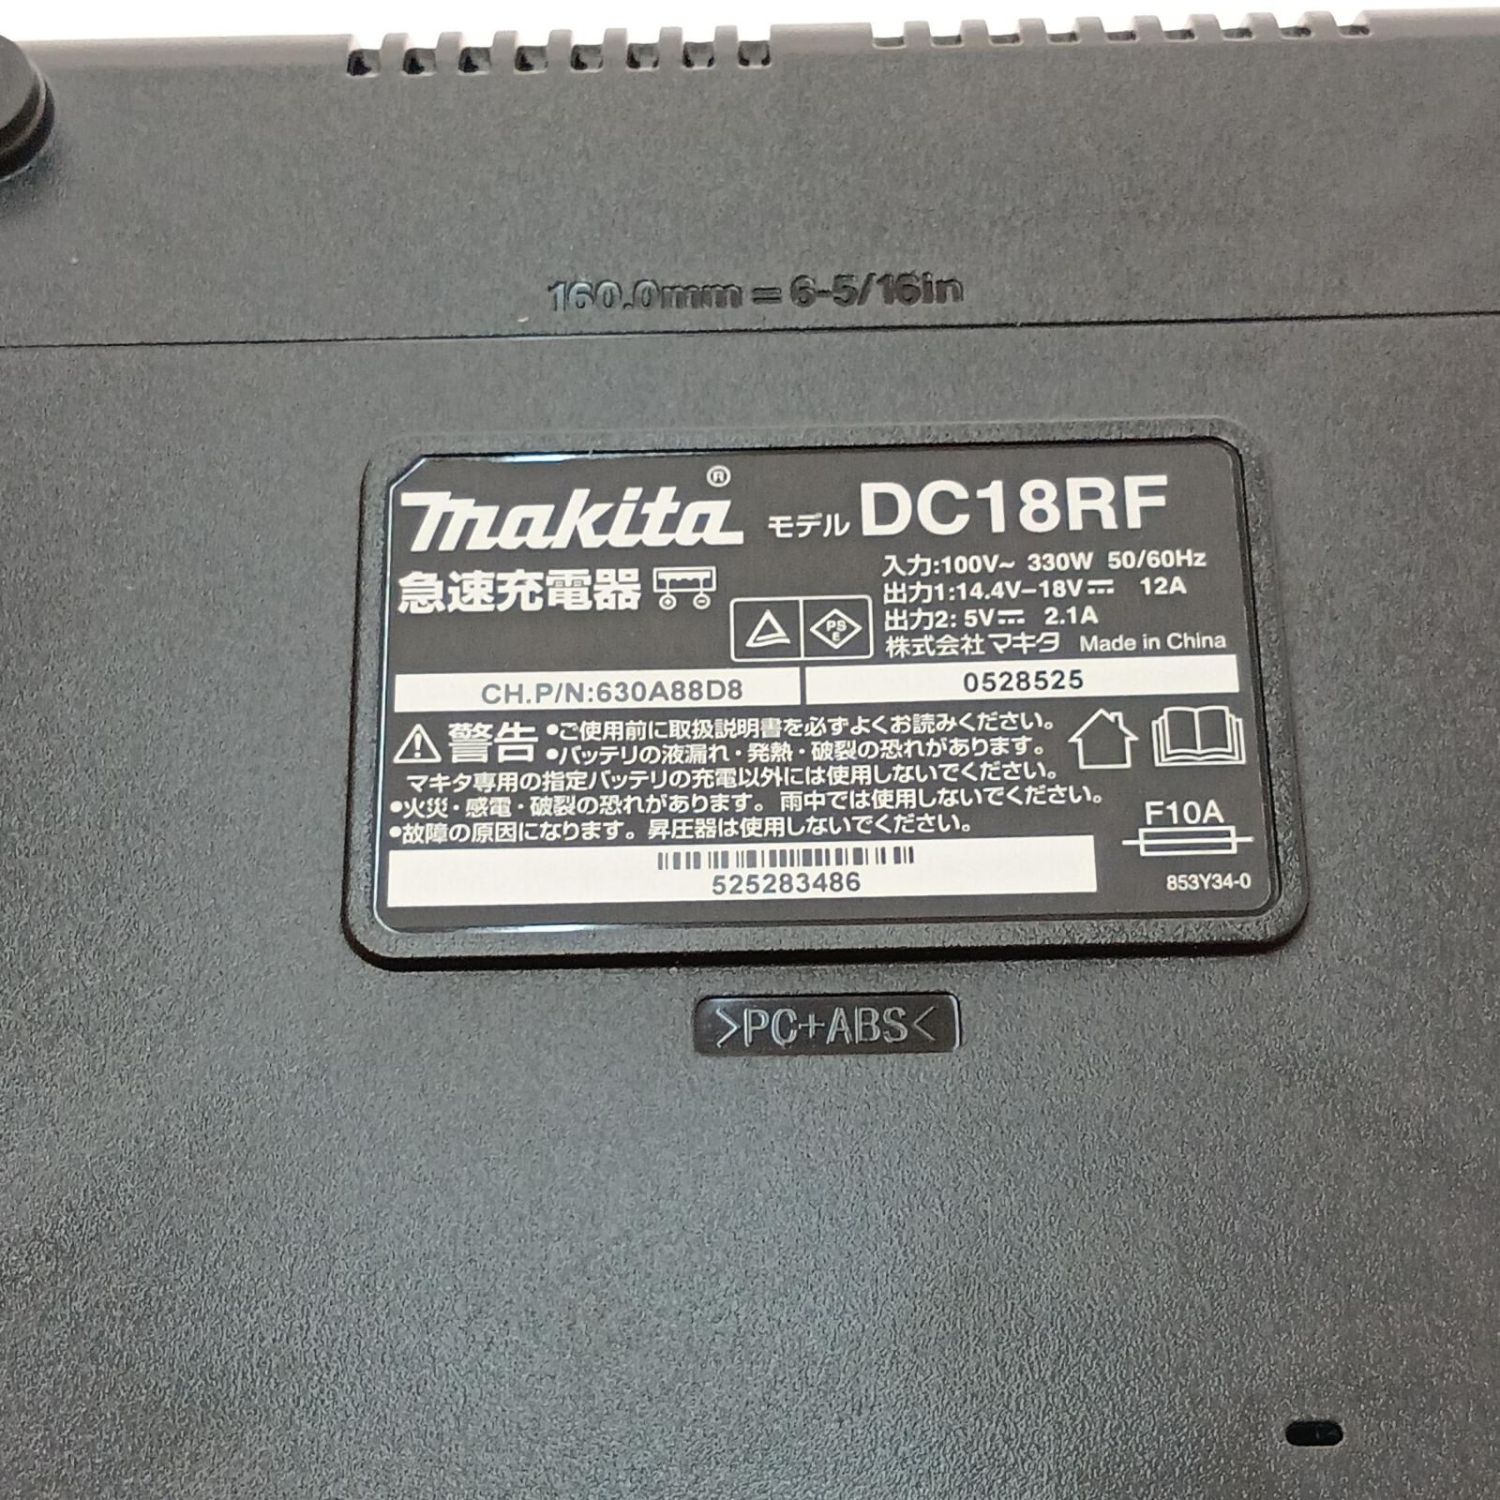 160.0mm = 6-5/16in
makita® モデル DC18RF
急速充電器
入力:100V~ 330W 50/60Hz
出力1:14.4V-18V⎓ 12A
出力2: 5V⎓ 2.1A
PS
E
株式会社マキタ Made in China
CH.P/N:630A88D8
0528525
警告 •ご使用前に取扱説明書を必ずよくお読みください。
•バッテリの液漏れ・発熱・破裂の恐れがあります。
マキタ専用の指定バッテリの充電以外には使用しないでください。
•火災・感電・破裂の恐れがあります。雨中では使用しないでください。
•故障の原因になります。昇圧器は使用しないでください。
F10A
525283486
853Y34-0
>PC+ABS<